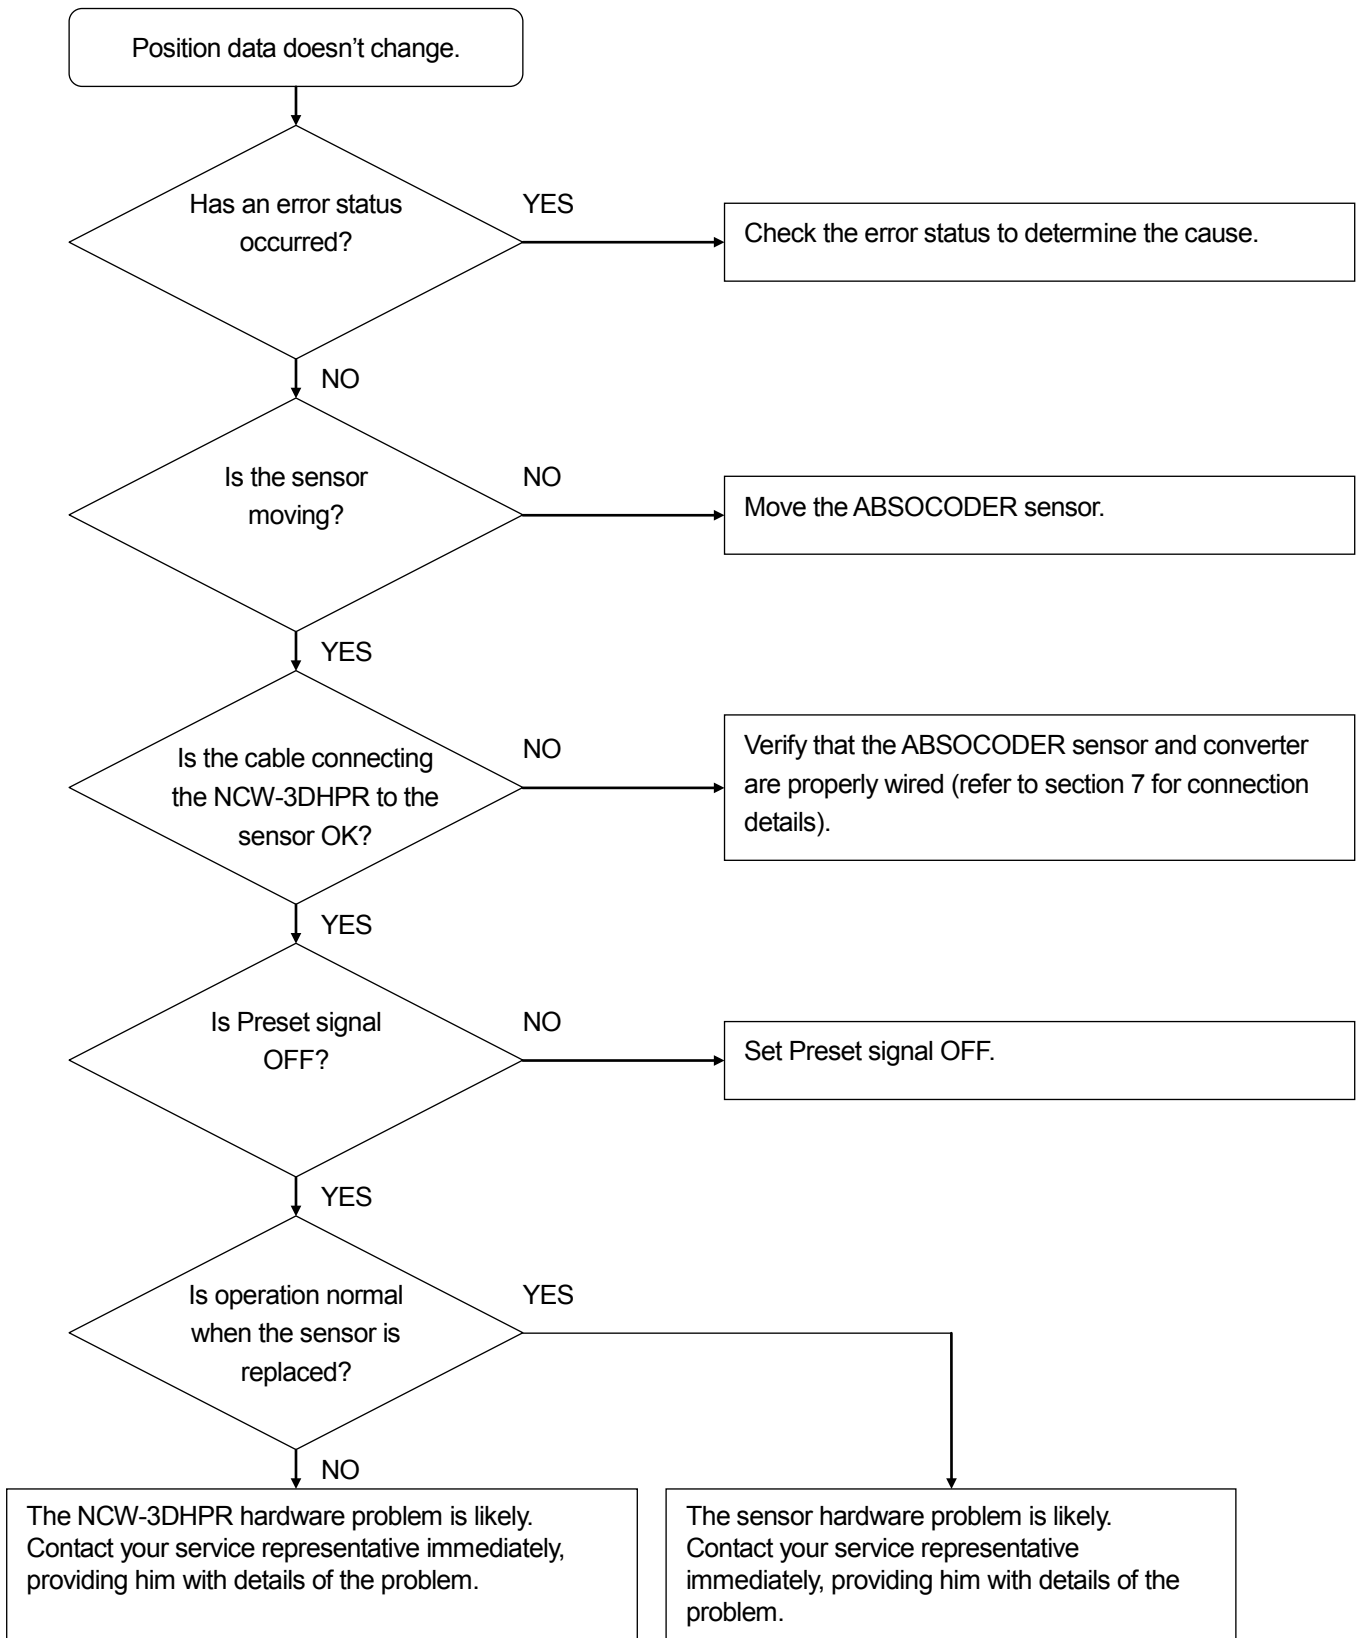 Position data doesn’t change.
Has an error status
occurred?
YES
Check the error status to determine the cause.
NO
Is the sensor
moving?
NO
Move the ABSOCODER sensor.
YES
Is the cable connecting
the NCW-3DHPR to the
sensor OK?
NO
Verify that the ABSOCODER sensor and converter
are properly wired (refer to section 7 for connection
details).
YES
Is Preset signal
OFF?
NO
Set Preset signal OFF.
YES
Is operation normal
when the sensor is
replaced?
YES
NO
The NCW-3DHPR hardware problem is likely.
Contact your service representative immediately,
providing him with details of the problem.
The sensor hardware problem is likely.
Contact your service representative
immediately, providing him with details of the
problem.